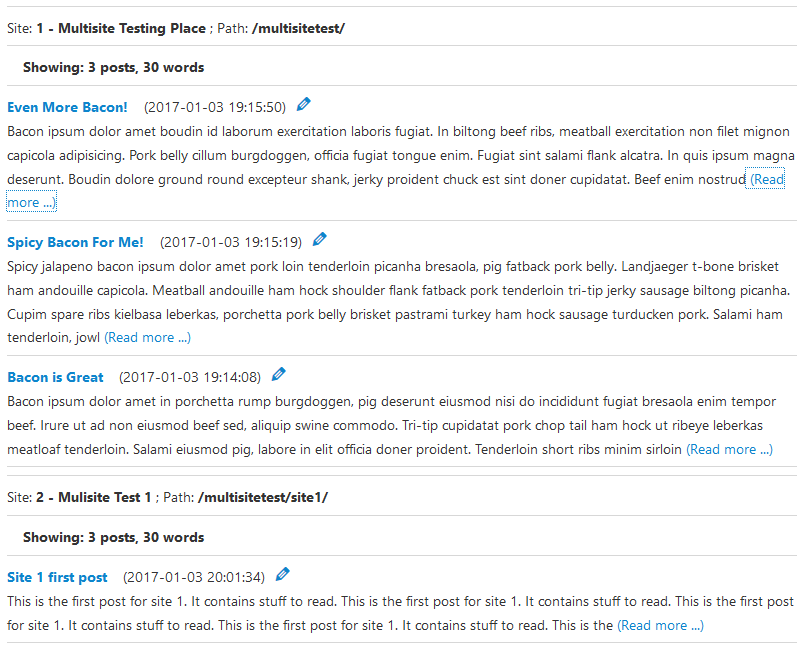 Site: 1 - Multisite Testing Place ; Path: /multisitetest/
Showing: 3 posts, 30 words
Even More Bacon! (2017-01-03 19:15:50)
Bacon ipsum dolor amet boudin id laborum exercitation laboris fugiat. In biltong beef ribs, meatball exercitation non filet mignon
capicola adipisicing. Pork belly cillum burgdoggen, officia fugiat tongue enim. Fugiat sint salami flank alcatra. In quis ipsum magna
deserunt. Boudin dolore ground round excepteur shank, jerky proident chuck est sint doner cupidatat. Beef enim nostrud (Read
more ...)
Spicy Bacon For Me! (2017-01-03 19:15:19)
Spicy jalapeno bacon ipsum dolor amet pork loin tenderloin picanha bresaola, pig fatback pork belly. Landjaeger t-bone brisket
ham andouille capicola. Meatball andouille ham hock shoulder flank fatback pork tenderloin tri-tip jerky sausage biltong picanha.
Cupim spare ribs kielbasa leberkas, porchetta pork belly brisket pastrami turkey ham hock sausage turducken pork. Salami ham
tenderloin, jowl (Read more ...)
Bacon is Great (2017-01-03 19:14:08)
Bacon ipsum dolor amet in porchetta rump burgdoggen, pig deserunt eiusmod nisi do incididunt fugiat bresaola enim tempor
beef. Irure ut ad non eiusmod beef sed, aliquip swine commodo. Tri-tip cupidatat pork chop tail ham hock ut ribeye leberkas
meatloaf tenderloin. Salami eiusmod pig, labore in elit officia doner proident. Tenderloin short ribs minim sirloin (Read more ...)
Site: 2 - Mulisite Test 1 ; Path: /multisitetest/site1/
Showing: 3 posts, 30 words
Site 1 first post (2017-01-03 20:01:34)
This is the first post for site 1. It contains stuff to read. This is the first post for site 1. It contains stuff to read. This is the first post
for site 1. It contains stuff to read. This is the first post for site 1. It contains stuff to read. This is the (Read more ...)